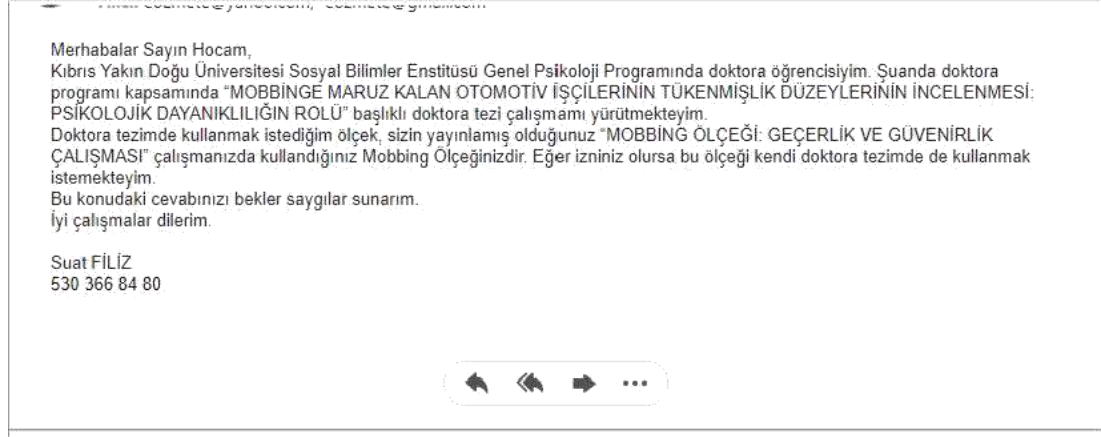 Merhabalar Sayın Hocam,
Kıbrıs Yakın Doğu Üniversitesi Sosyal Bilimler Enstitüsü Genel Psikoloji Programında doktora öğrencisiyim. Şuanda doktora
programı kapsamında “MOBBİNGE MARUZ KALAN OTOMOTİV İŞÇİLERİNİN TÜKENMİŞLİK DÜZEYLERİNİN İNCELENMESİ:
PSİKOLOJİK DAYANIKLILIĞIN ROLÜ” başlıklı doktora tezi çalışmamı yürütmekteyim.
Doktora tezimde kullanmak istediğim ölçek, sizin yayınlamış olduğunuz “MOBBİNG ÖLÇEĞİ: GEÇERLİK VE GÜVENİRLİK
ÇALIŞMASI” çalışmanızda kullandığınız Mobbing Ölçeğinizdir. Eğer izniniz olursa bu ölçeği kendi doktora tezimde de kullanmak
istemekteyim.
Bu konudaki cevabınızı bekler saygılar sunarım.
İyi çalışmalar dilerim.
Suat FİLİZ
530 366 84 80